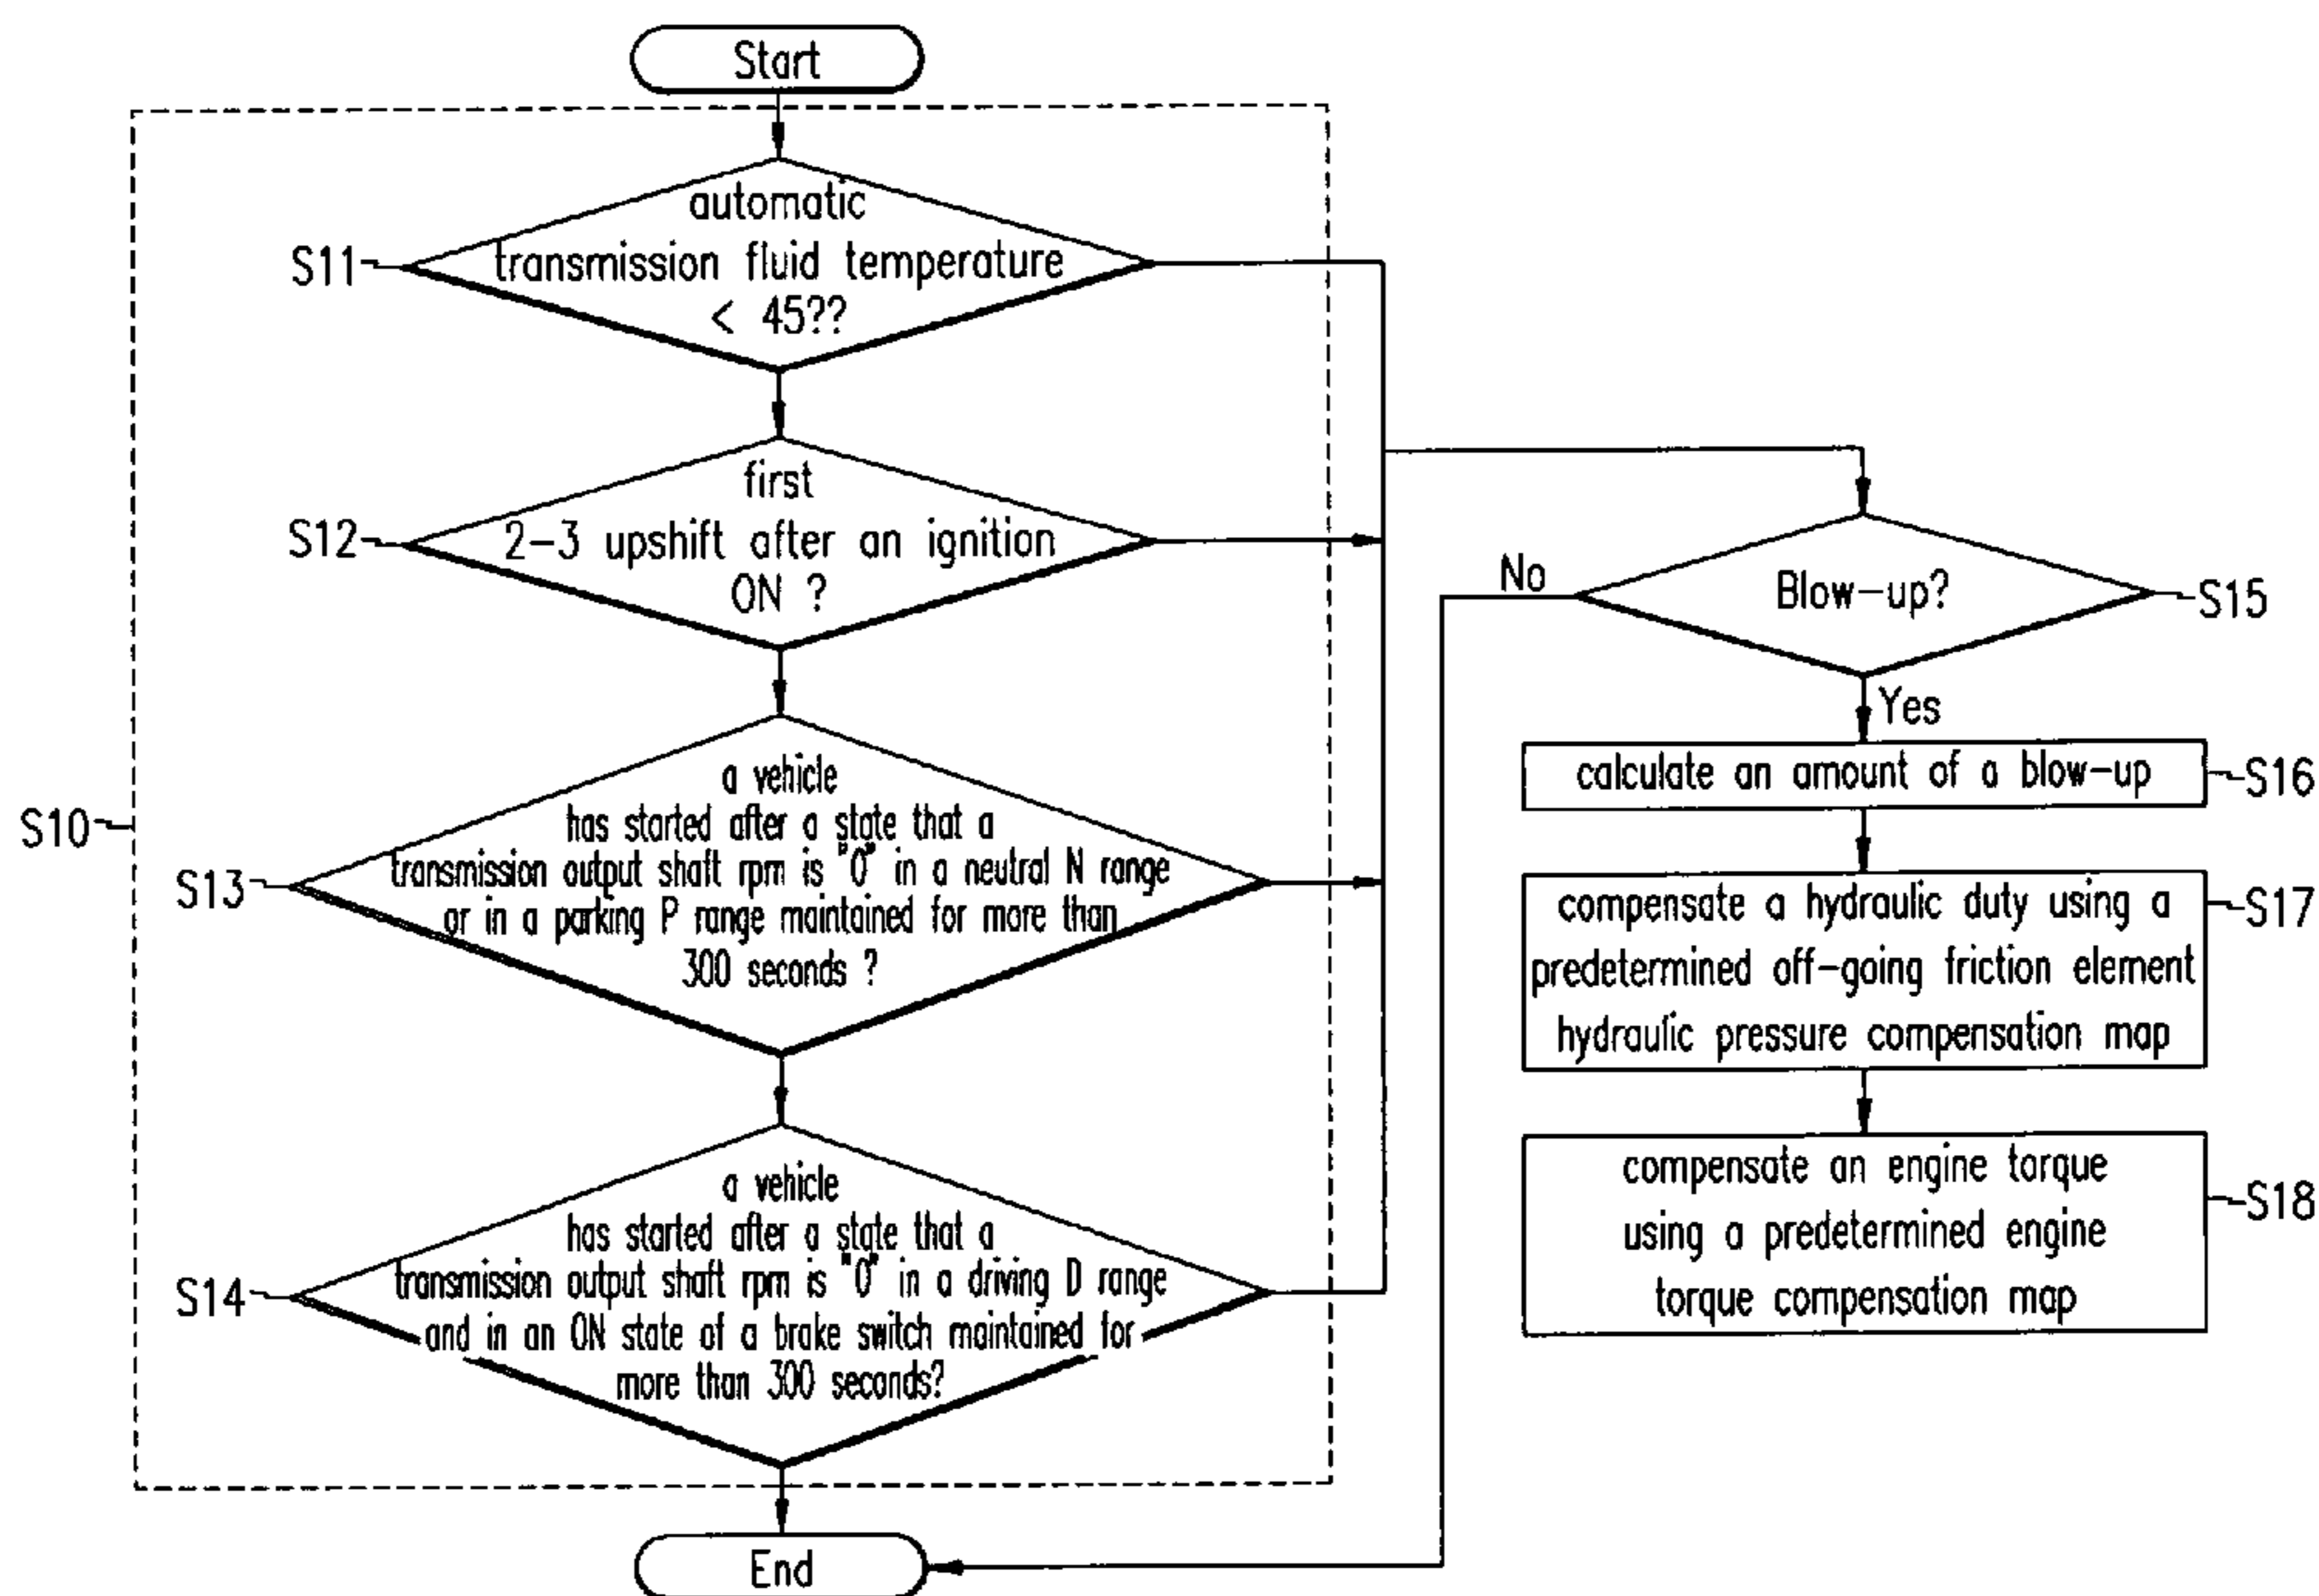 Start
automatic
transmission fluid temperature
< 45??
S11
first
2-3 upshift after an ignition
ON ?
S12
a vehicle
has started after a state that a
transmission output shaft rpm is "0" in a neutral N range
or in a parking P range maintained for more than
300 seconds ?
S13
S10
a vehicle
has started after a state that a
transmission output shaft rpm is "0" in a driving D range
and in an ON state of a brake switch maintained for
more than 300 seconds?
S14
End
No
Blow-up?
S15
Yes
calculate an amount of a blow-up
S16
compensate a hydraulic duty using a
predetermined off-going friction element
hydraulic pressure compensation map
S17
compensate an engine torque
using a predetermined engine
torque compensation map
S18